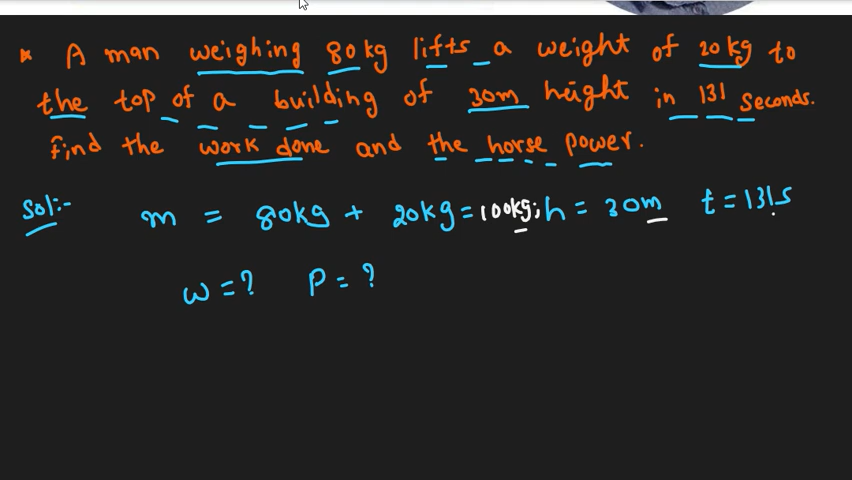 * A man weighing 80kg lifts a weight of 20kg to
the top of a building of 30m height in 131 seconds.
Find the work done and the horse power.
Sol:- m = 80kg + 20kg = 100kg; h = 30m t = 131s
W = ? P = ?